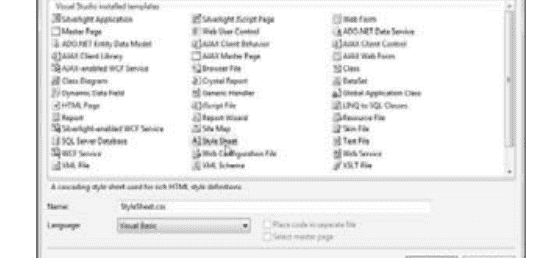 Visual Studio installed templates
Silverlight Application Silverlight JScript Page Web Form
Master Page Web User Control ADO.NET Data Service
ADO.NET Entity Data Model AJAX Client Behavior AJAX Client Control
AJAX Client Library AJAX Master Page AJAX Web Form
AJAX-enabled WCF Service Browser File Class
Class Diagram Crystal Report DataSet
Dynamic Data Field Generic Handler Global Application Class
HTML Page JScript File LINQ to SQL Classes
Report Report Wizard Resource File
Silverlight-enabled WCF Service Site Map Skin File
SQL Server Database Style Sheet Text File
WCF Service Web Configuration File Web Service
XML File XML Schema XSLT File
A cascading style sheet used for rich HTML style definitions
Name: StyleSheet.css
Language: Visual Basic Place code in separate file
Select master page